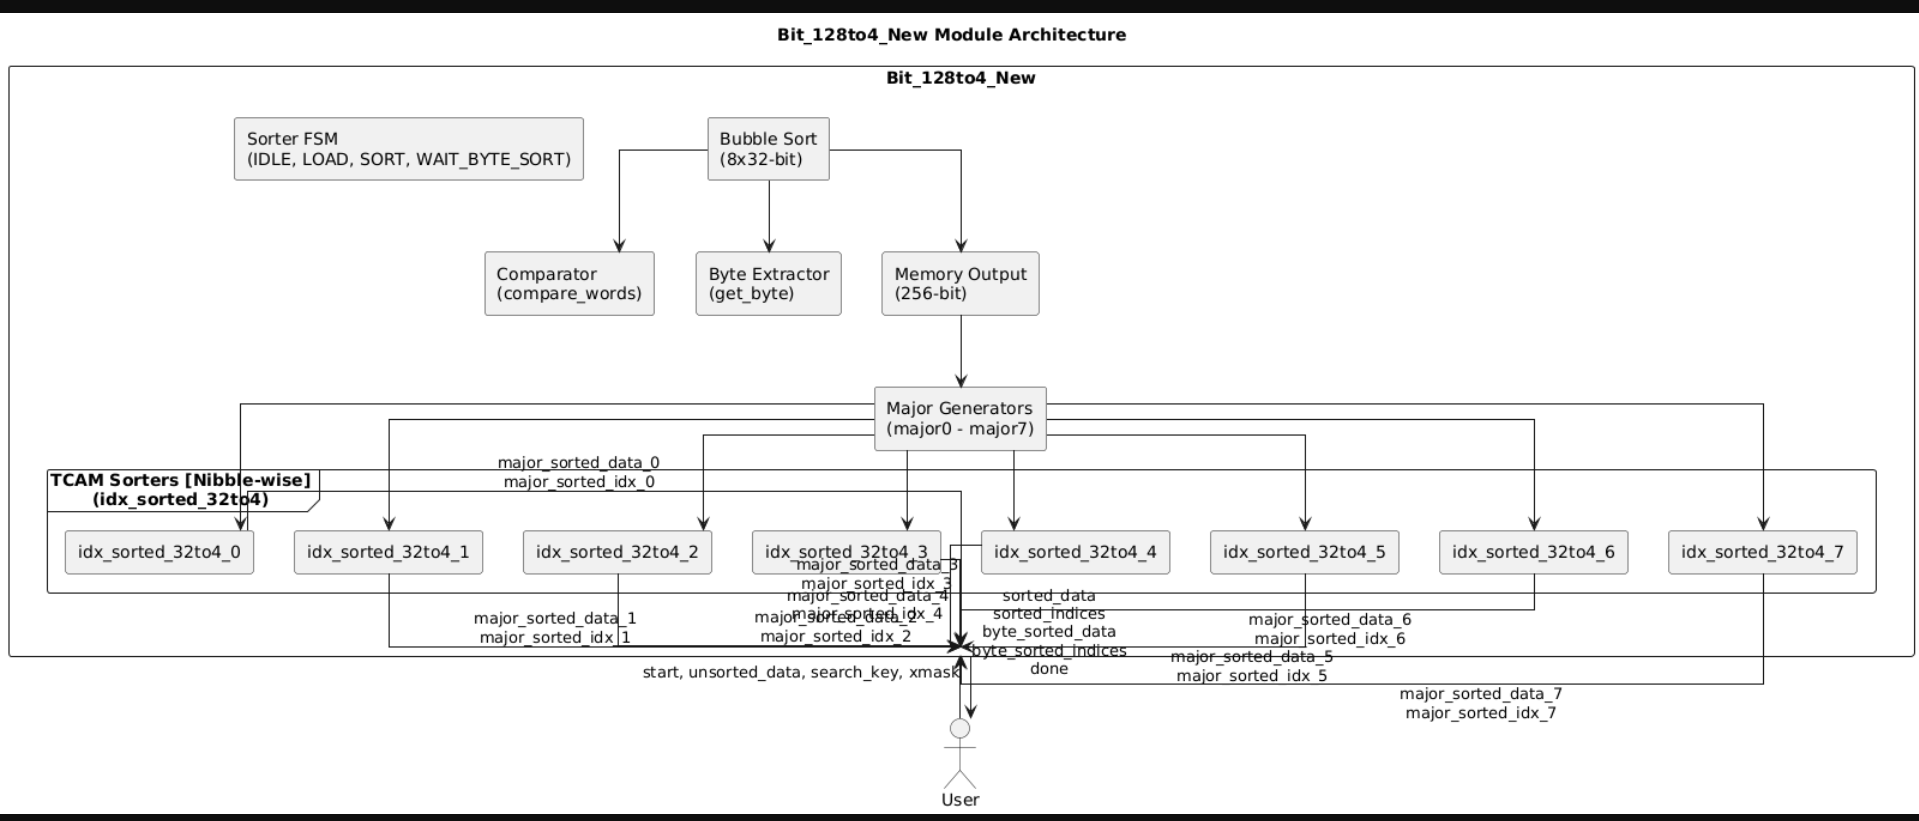 Bit_128to4_New Module Architecture
Bit_128to4_New
Sorter FSM
(IDLE, LOAD, SORT, WAIT_BYTE_SORT)
Bubble Sort
(8x32-bit)
Comparator
(compare_words)
Byte Extractor
(get_byte)
Memory Output
(256-bit)
Major Generators
(major0 - major7)
major_sorted_data_0
major_sorted_idx_0
TCAM Sorters [Nibble-wise]
(idx_sorted_32to4)
idx_sorted_32to4_0
idx_sorted_32to4_1
idx_sorted_32to4_2
idx_sorted_32to4_3
idx_sorted_32to4_4
idx_sorted_32to4_5
idx_sorted_32to4_6
idx_sorted_32to4_7
major_sorted_data_3
major_sorted_idx_3
major_sorted_data_4
major_sorted_idx_4
major_sorted_data_1
major_sorted_idx_1
major_sorted_data_2
major_sorted_idx_2
sorted_data
sorted_indices
byte_sorted_data
byte_sorted_indices
done
major_sorted_data_6
major_sorted_idx_6
major_sorted_data_5
major_sorted_idx_5
start, unsorted_data, search_key, xmask
major_sorted_data_7
major_sorted_idx_7
User